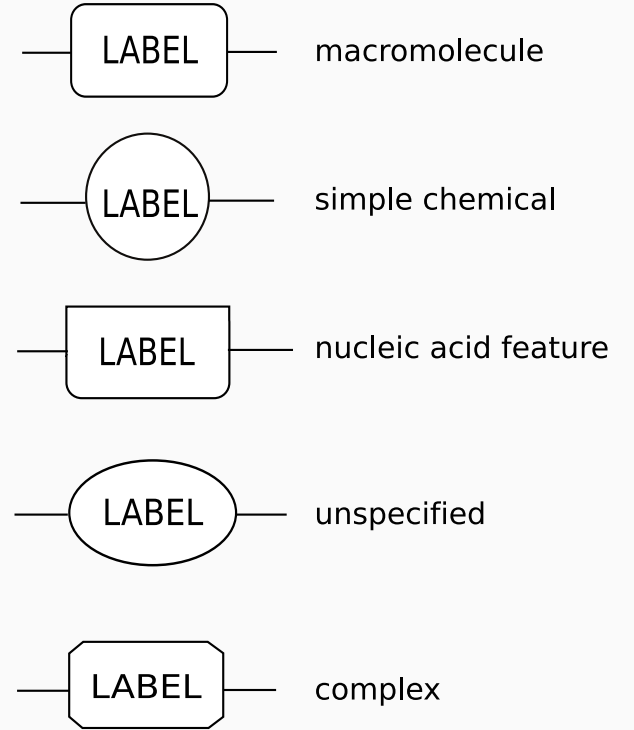 LABEL macromolecule
LABEL simple chemical
LABEL nucleic acid feature
LABEL unspecified
LABEL complex